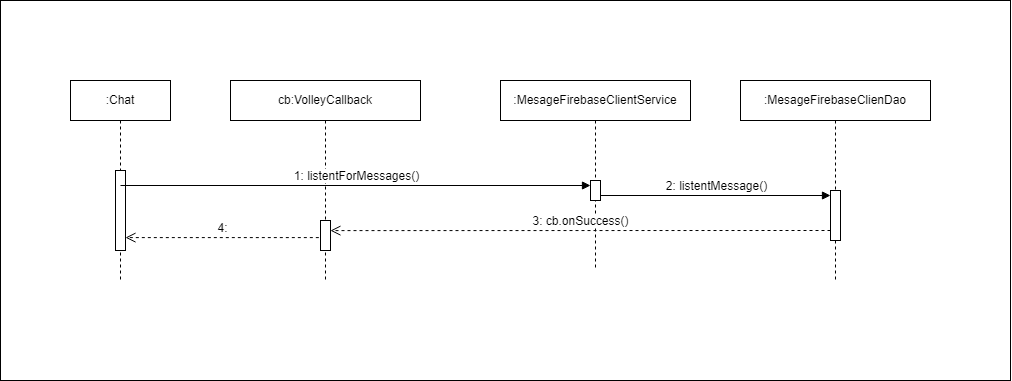 :Chat
cb:VolleyCallback
:MesageFirebaseClientService
:MesageFirebaseClienDao
1: listentForMessages()
2: listentMessage()
3: cb.onSuccess()
4: